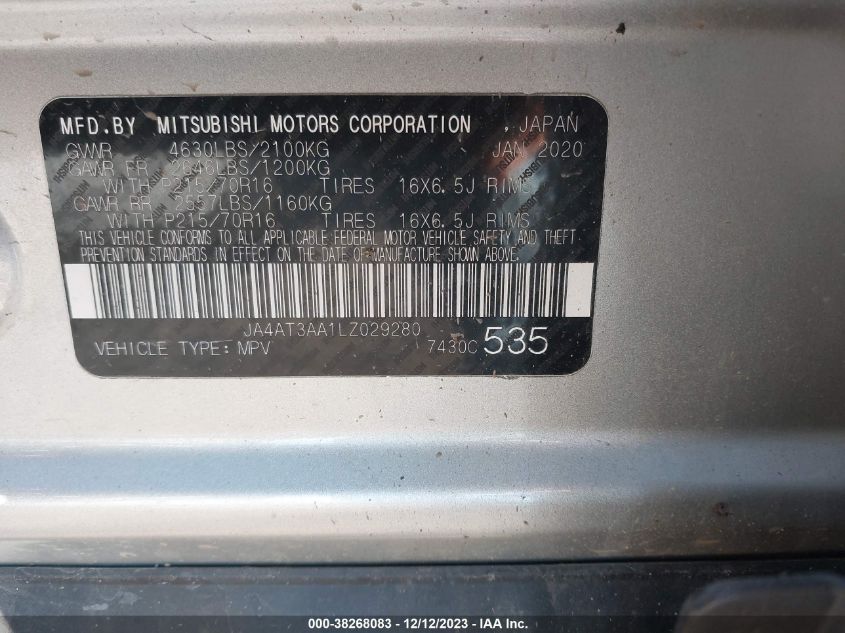 MFD.BY MITSUBISHI MOTORS CORPORATION , JAPAN
GVWR 4630LBS/2100KG JAN 2020
GAWR FR 2646LBS/1200KG
WITH P215/70R16 TIRES 16X6.5J RIMS
GAWR RR 2557LBS/1160KG
WITH P215/70R16 TIRES 16X6.5J RIMS
THIS VEHICLE CONFORMS TO ALL APPLICABLE FEDERAL MOTOR VEHICLE SAFETY AND THEFT
PREVENTION STANDARDS IN EFFECT ON THE DATE OF MANUFACTURE SHOWN ABOVE.
JA4AT3AA1LZ029280
VEHICLE TYPE: MPV 7430C 535
000-38268083 - 12/12/2023 - IAA Inc.